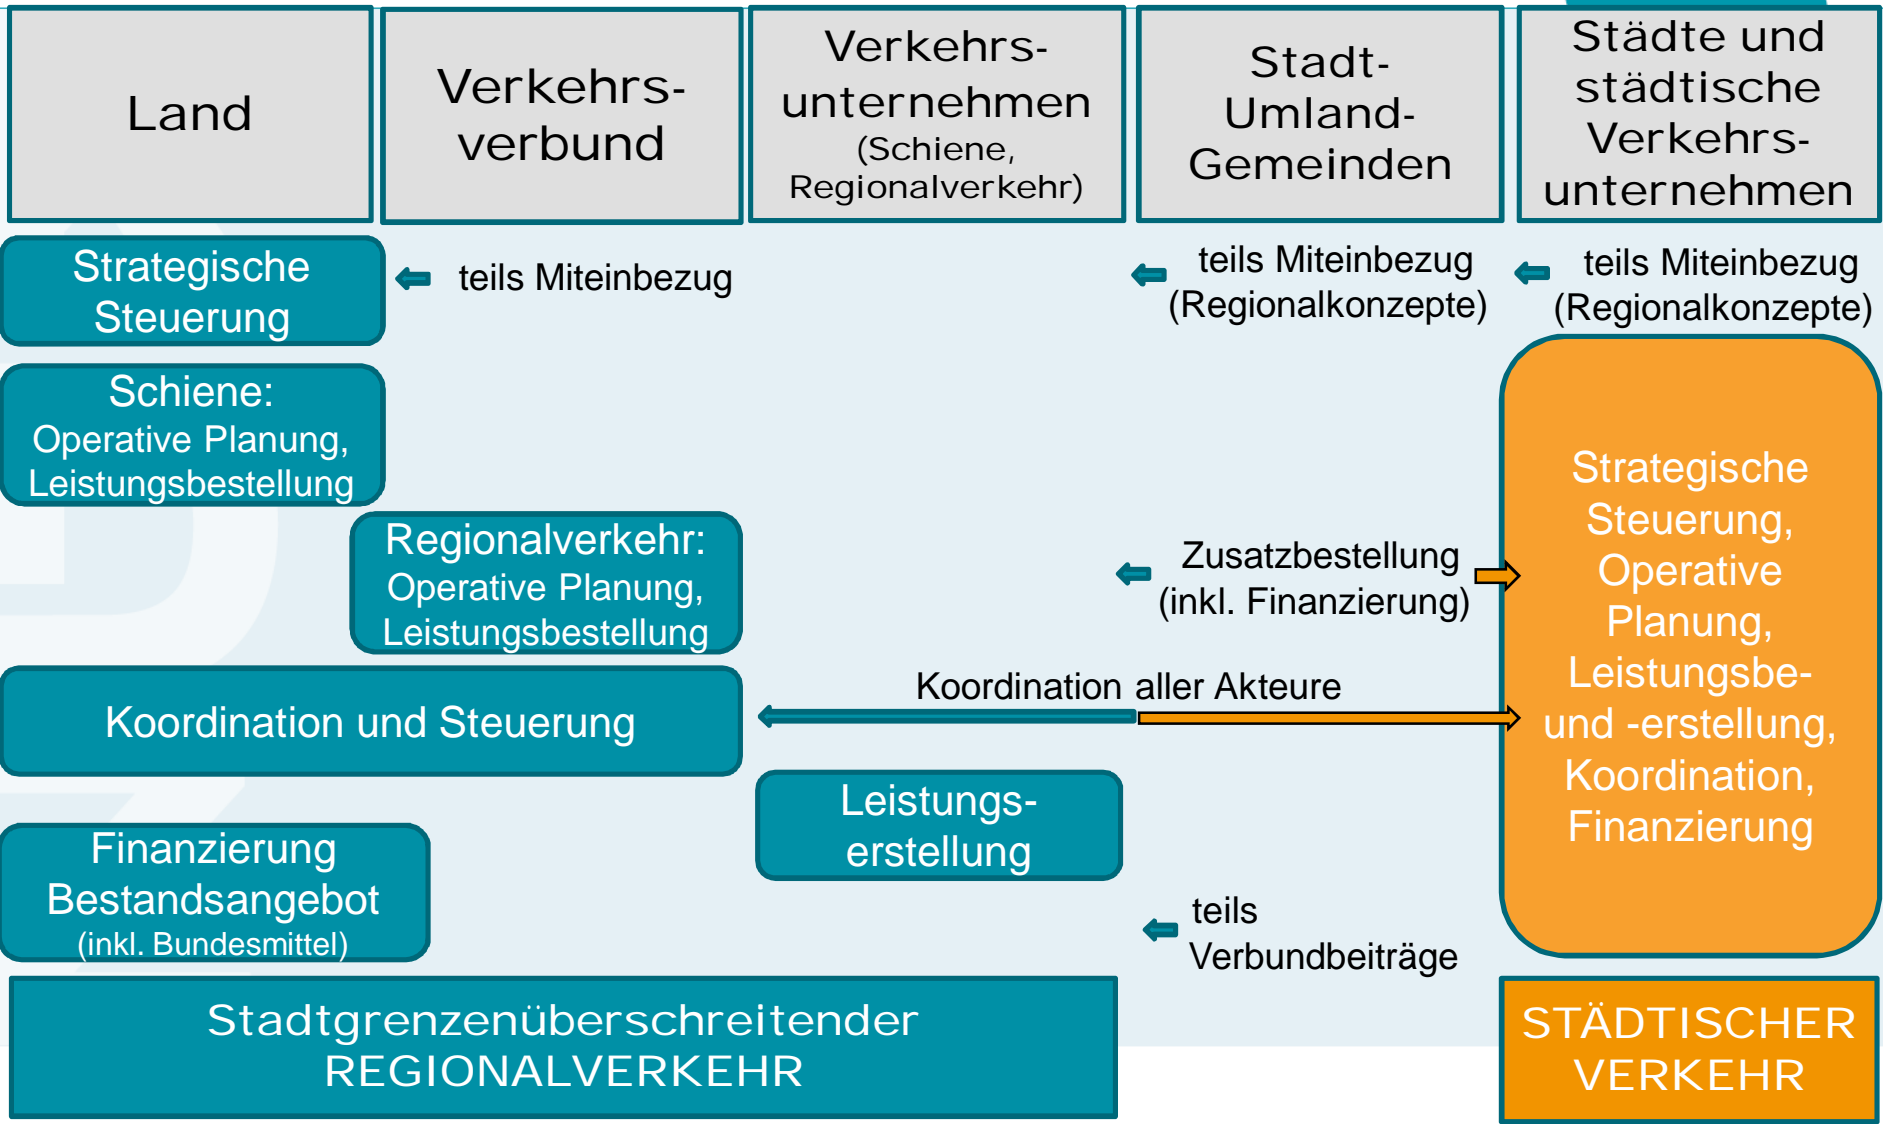 Land
Verkehrs-
verbund
Verkehrs-
unternehmen
(Schiene,
Regionalverkehr)
Stadt-
Umland-
Gemeinden
Städte und
städtische
Verkehrs-
unternehmen
Strategische
Steuerung
teils Miteinbezug
teils Miteinbezug
(Regionalkonzepte)
teils Miteinbezug
(Regionalkonzepte)
Schiene:
Operative Planung,
Leistungsbestellung
Regionalverkehr:
Operative Planung,
Leistungsbestellung
Zusatzbestellung
(inkl. Finanzierung)
Koordination und Steuerung
Koordination aller Akteure
Leistungs-
erstellung
Finanzierung
Bestandsangebot
(inkl. Bundesmittel)
teils
Verbundbeiträge
Strategische
Steuerung,
Operative
Planung,
Leistungsbe-
und -erstellung,
Koordination,
Finanzierung
Stadtgrenzenüberschreitender
REGIONALVERKEHR
STÄDTISCHER
VERKEHR